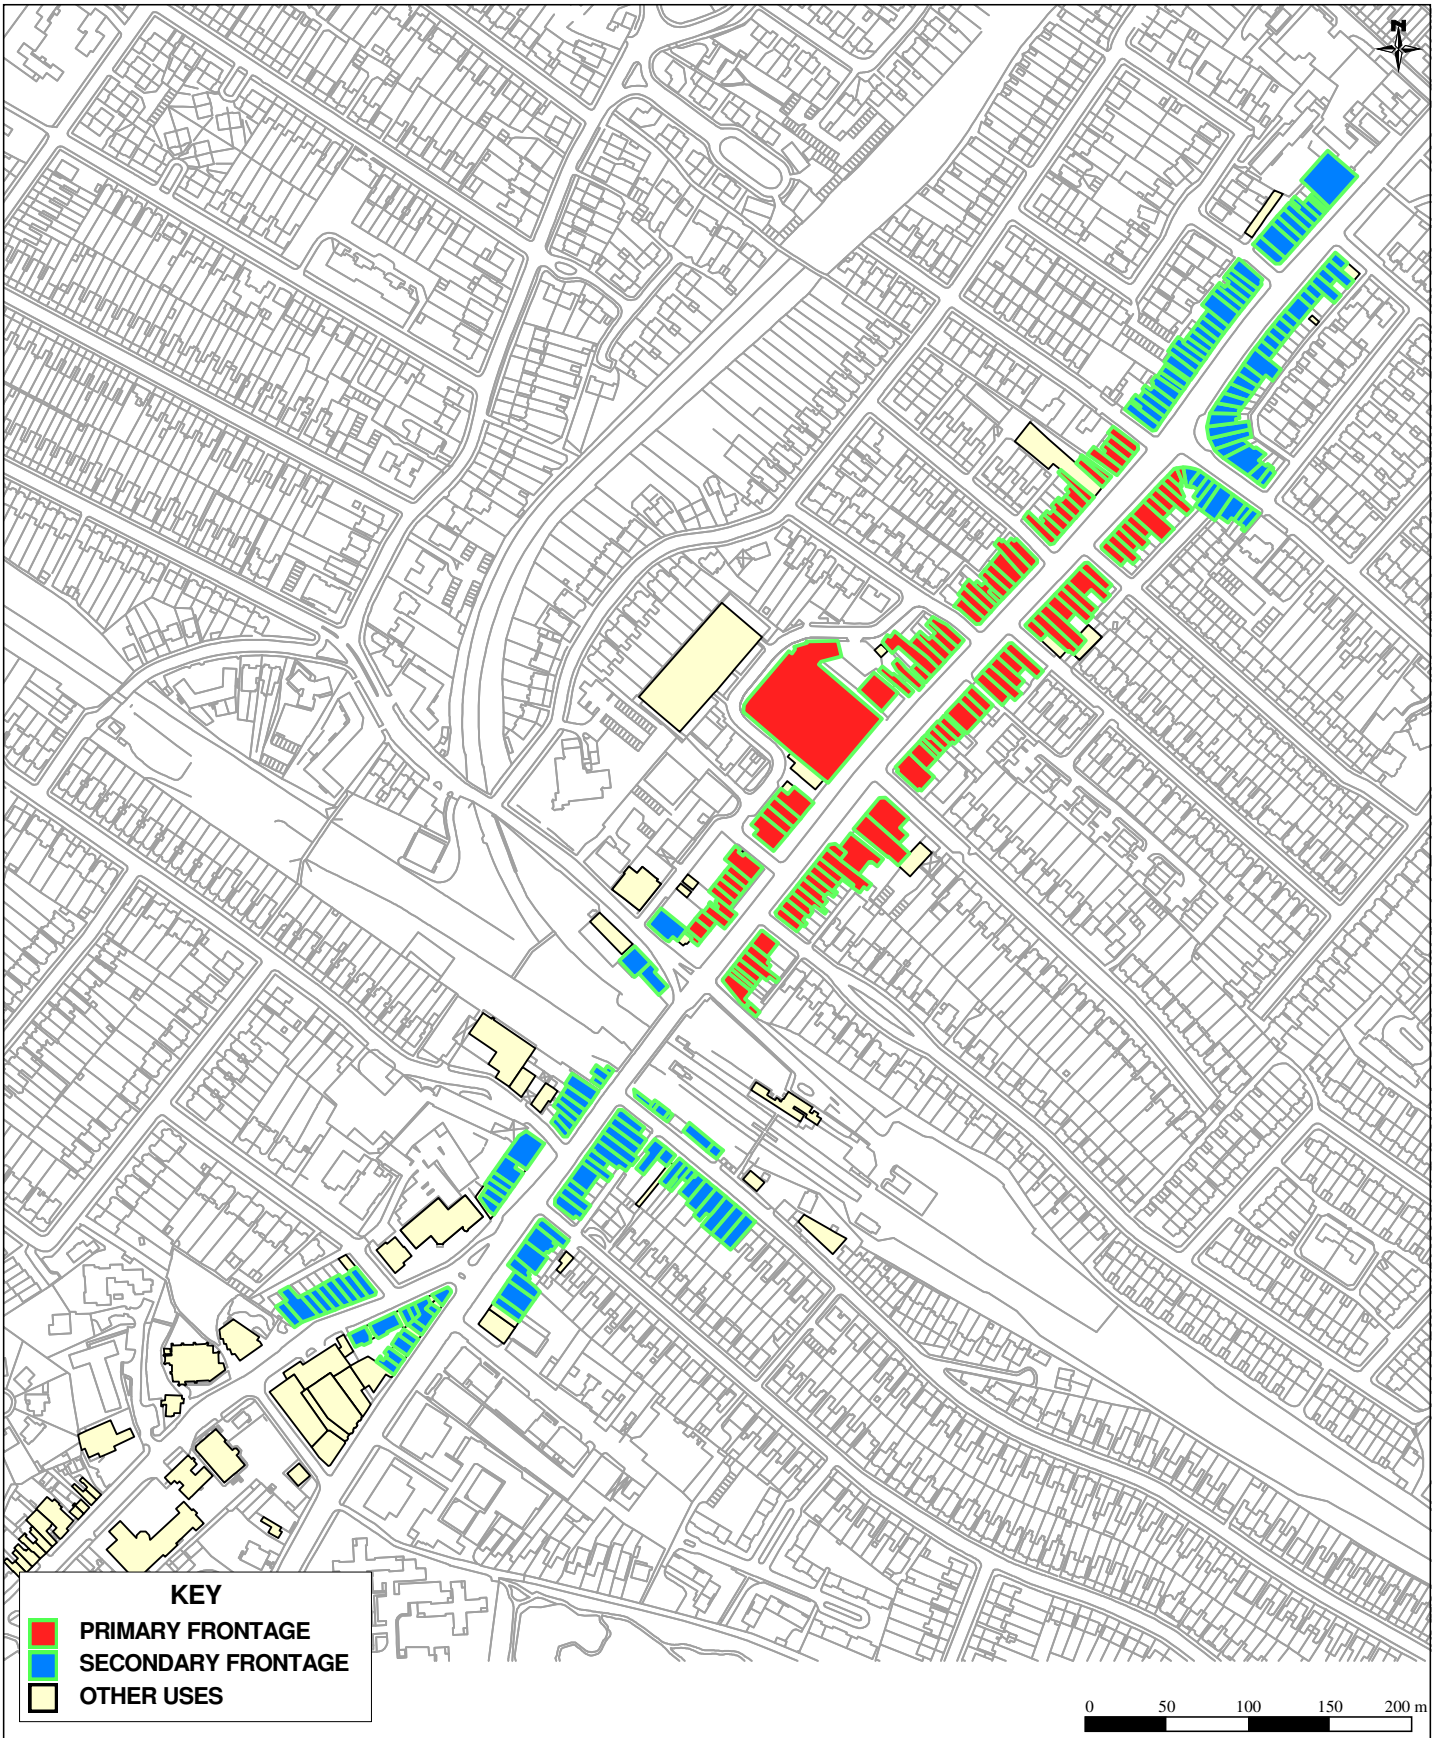 N
KEY
PRIMARY FRONTAGE
SECONDARY FRONTAGE
OTHER USES
0 50 100 150 200 m